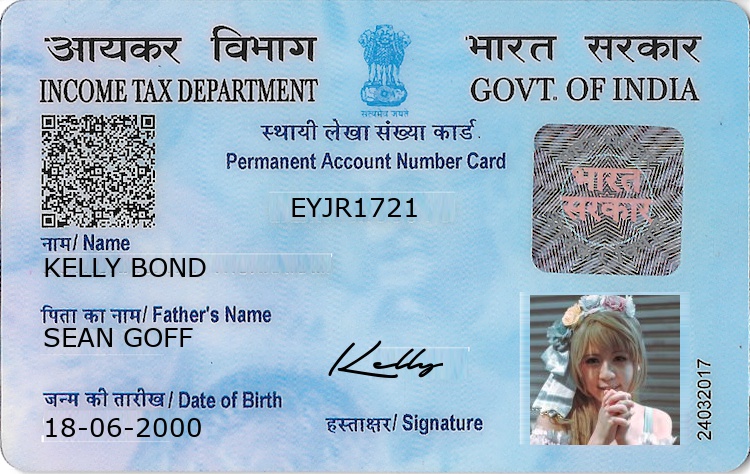 आयकर विभाग
INCOME TAX DEPARTMENT
सत्यमेव जयते
भारत सरकार
GOVT. OF INDIA
स्थायी लेखा संख्या कार्ड
Permanent Account Number Card
EYJR1721
भारत
सरकार
नाम/ Name
KELLY BOND
पिता का नाम/ Father's Name
SEAN GOFF
Kelly
जन्म की तारीख/ Date of Birth
18-06-2000
हस्ताक्षर/ Signature
24032017